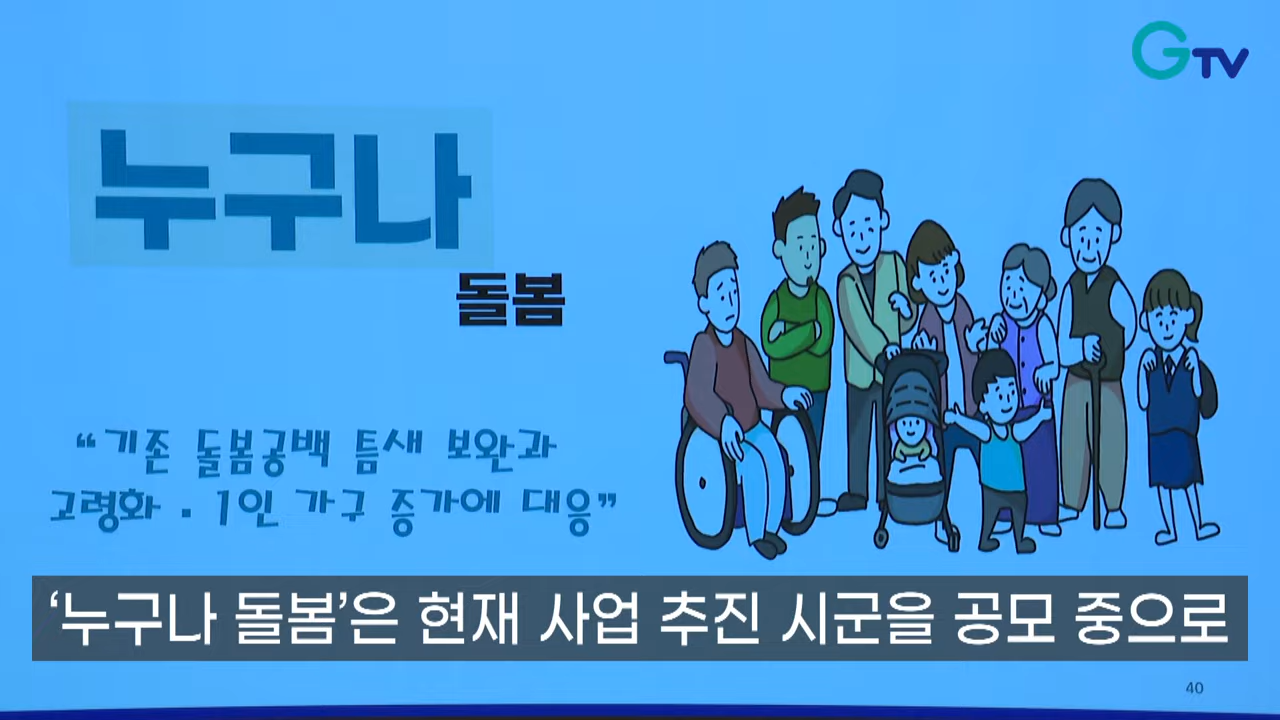 GTV
누구나
돌봄
“기존 돌봄공백 틈새 보완과
고령화 · 1인 가구 증가에 대응”
‘누구나 돌봄’은 현재 사업 추진 시군을 공모 중으로
40